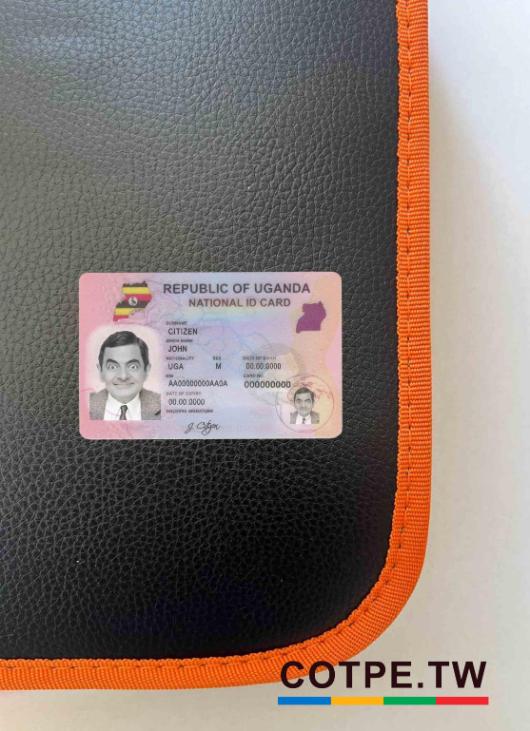 REPUBLIC OF UGANDA
NATIONAL ID CARD
SURNAME
CITIZEN
GIVEN NAME
JOHN
NATIONALITY SEX DATE OF BIRTH
UGA M 00.00.0000
NIN CARD NO.
AA00000000AA0A 000000000
DATE OF EXPIRY
00.00.0000
HOLDER'S SIGNATURE
J. Citizen
COTPE.TW